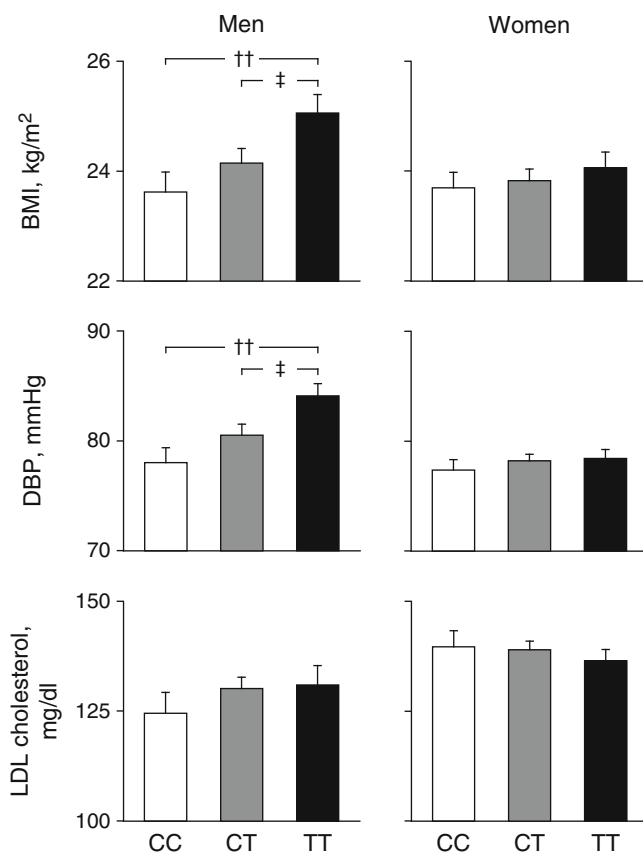 Men Women
BMI, kg/m²
26
24
22
††
‡
DBP, mmHg
90
80
70
††
‡
LDL cholesterol,
mg/dl
150
125
100
CC CT TT CC CT TT